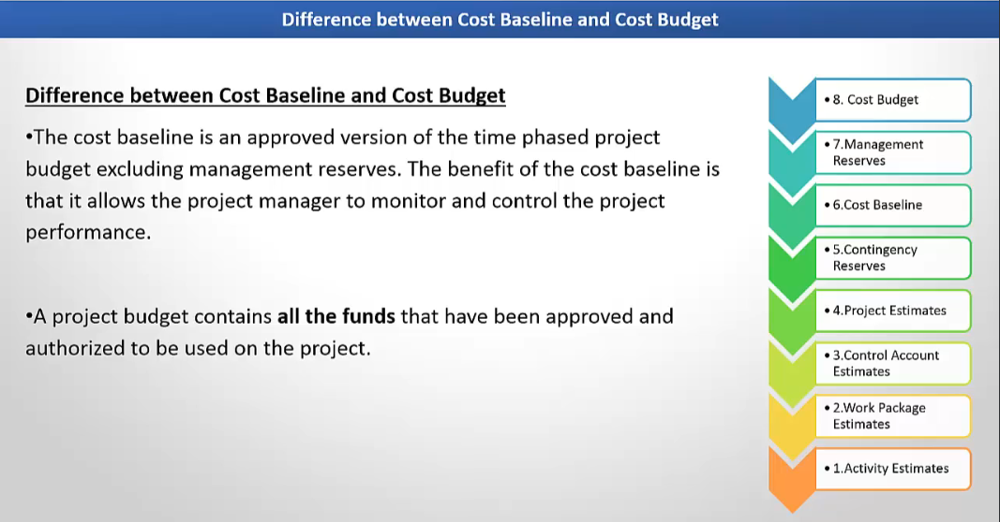 Difference between Cost Baseline and Cost Budget
Difference between Cost Baseline and Cost Budget
•The cost baseline is an approved version of the time phased project
budget excluding management reserves. The benefit of the cost baseline is
that it allows the project manager to monitor and control the project
performance.
•A project budget contains all the funds that have been approved and
authorized to be used on the project.
• 8. Cost Budget
• 7.Management
Reserves
• 6.Cost Baseline
• 5.Contingency
Reserves
• 4.Project Estimates
• 3.Control Account
Estimates
• 2.Work Package
Estimates
• 1.Activity Estimates